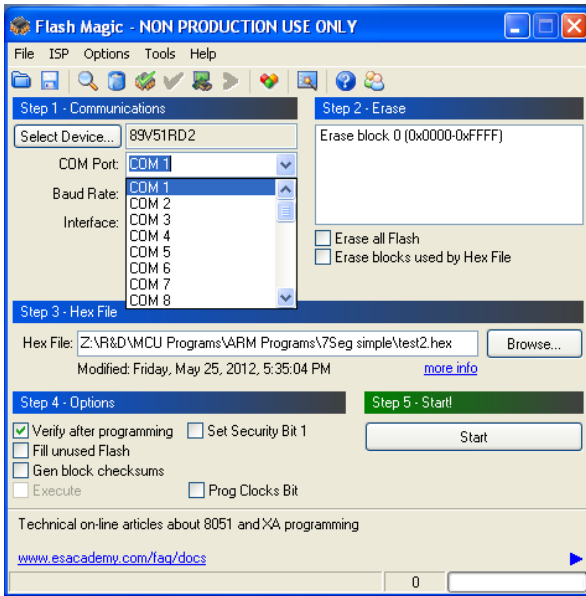 Flash Magic - NON PRODUCTION USE ONLY
File ISP Options Tools Help
Step 1 - Communications
Select Device... 89V51RD2
COM Port: COM 1
Baud Rate:
Interface:
COM 1
COM 2
COM 3
COM 4
COM 5
COM 6
COM 7
COM 8
Step 2 - Erase
Erase block 0 (0x0000-0xFFFF)
Erase all Flash
Erase blocks used by Hex File
Step 3 - Hex File
Hex File: Z:\R&D\MCU Programs\ARM Programs\7Seg simple\test2.hex Browse...
Modified: Friday, May 25, 2012, 5:35:04 PM more info
Step 4 - Options
Verify after programming Set Security Bit 1
Fill unused Flash
Gen block checksums
Execute Prog Clocks Bit
Step 5 - Start!
Start
Technical on-line articles about 8051 and XA programming
www.esacademy.com/faq/docs
0